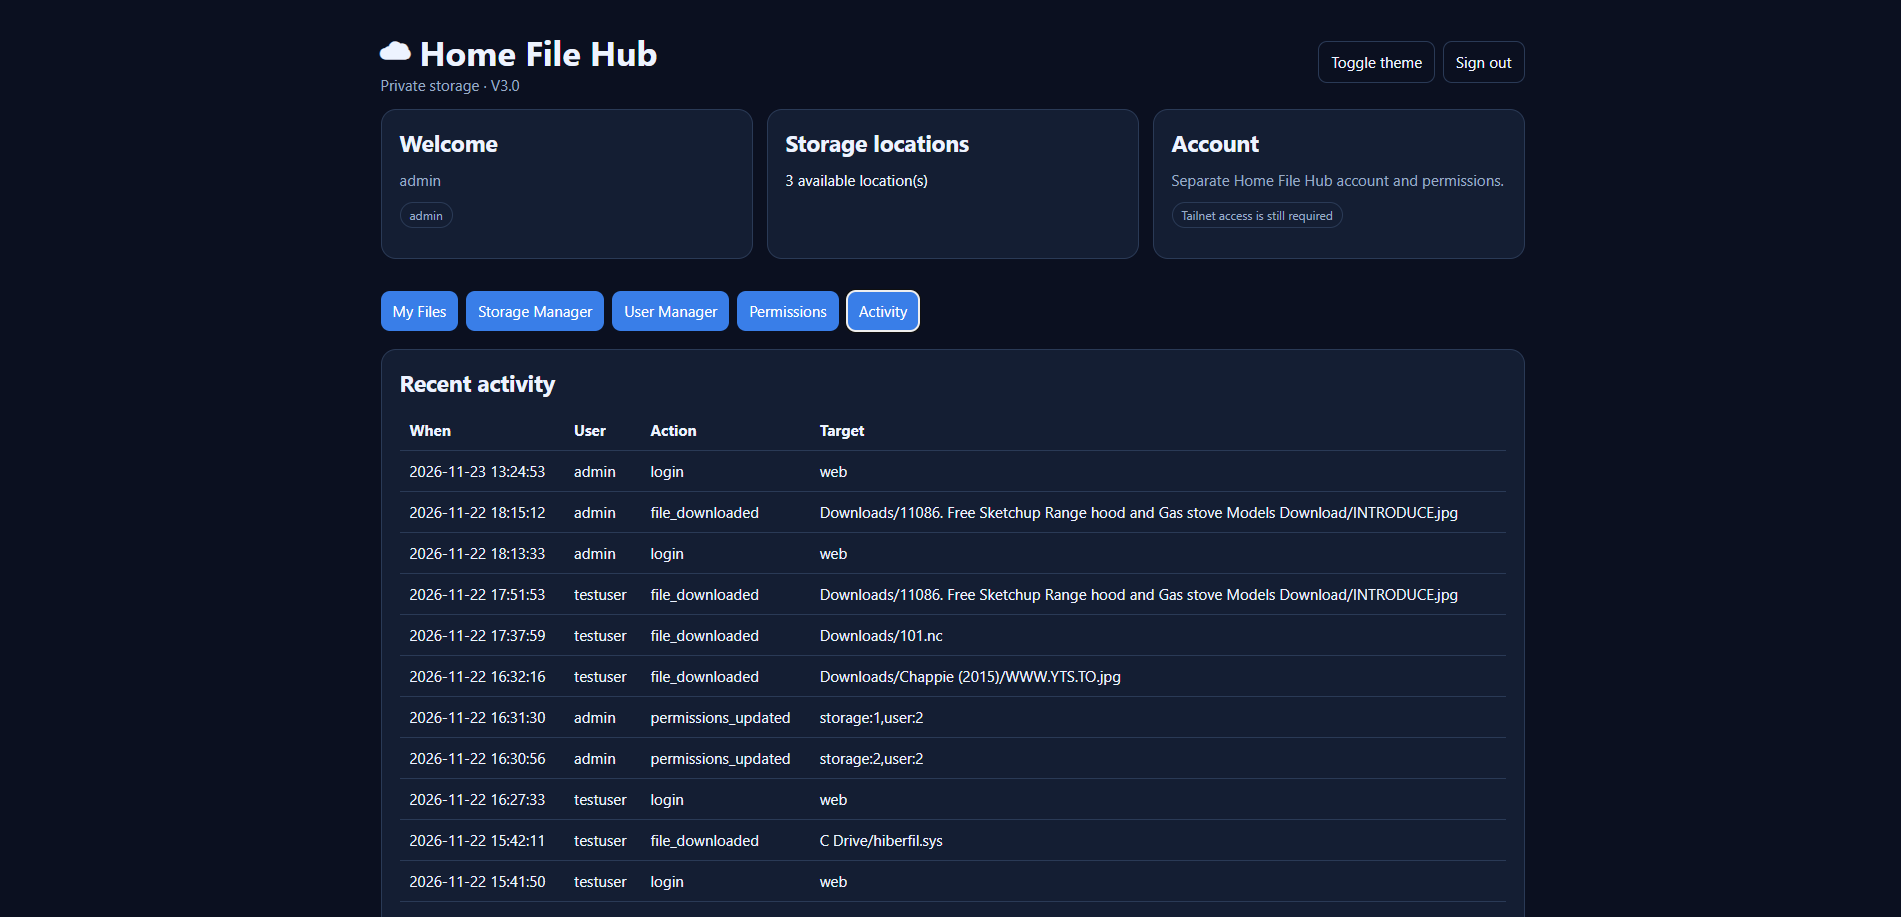 Home File Hub
Private storage · V3.0
Toggle theme
Sign out
Welcome
admin
admin
Storage locations
3 available location(s)
Account
Separate Home File Hub account and permissions.
Tailnet access is still required
My Files
Storage Manager
User Manager
Permissions
Activity
Recent activity
When User Action Target
2026-11-23 13:24:53 admin login web
2026-11-22 18:15:12 admin file_downloaded Downloads/11086. Free Sketchup Range hood and Gas stove Models Download/INTRODUCE.jpg
2026-11-22 18:13:33 admin login web
2026-11-22 17:51:53 testuser file_downloaded Downloads/11086. Free Sketchup Range hood and Gas stove Models Download/INTRODUCE.jpg
2026-11-22 17:37:59 testuser file_downloaded Downloads/101.nc
2026-11-22 16:32:16 testuser file_downloaded Downloads/Chappie (2015)/WWW.YTS.TO.jpg
2026-11-22 16:31:30 admin permissions_updated storage:1,user:2
2026-11-22 16:30:56 admin permissions_updated storage:2,user:2
2026-11-22 16:27:33 testuser login web
2026-11-22 15:42:11 testuser file_downloaded C Drive/hiberfil.sys
2026-11-22 15:41:50 testuser login web